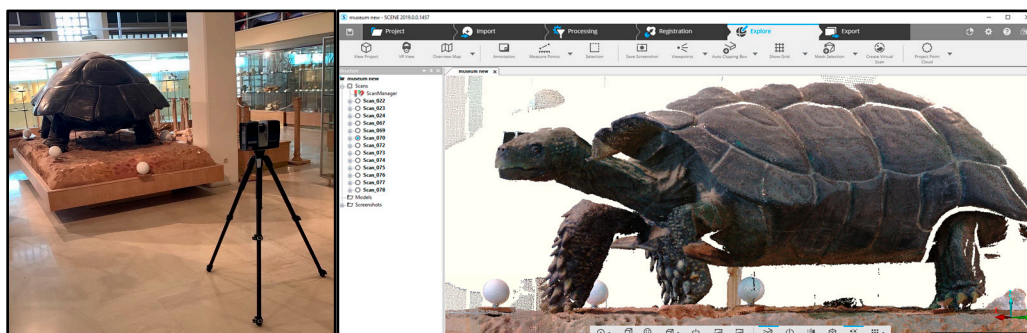 museum new - SCENE 2019.0.0.1457
Project
Import
Processing
Registration
Explore
Export
View Project
VR View
Overview Map
Annotation
Measure Points
Selection
Save Screenshot
Viewpoints
Auto Clipping Box
Show Grid
Mesh Selection
Create Virtual Scan
Project Point Cloud
Structure
museum new
museum new
Scans
ScanManager
Scan_022
Scan_023
Scan_024
Scan_067
Scan_069
Scan_070
Scan_072
Scan_073
Scan_074
Scan_075
Scan_076
Scan_077
Scan_078
Models
Screenshots